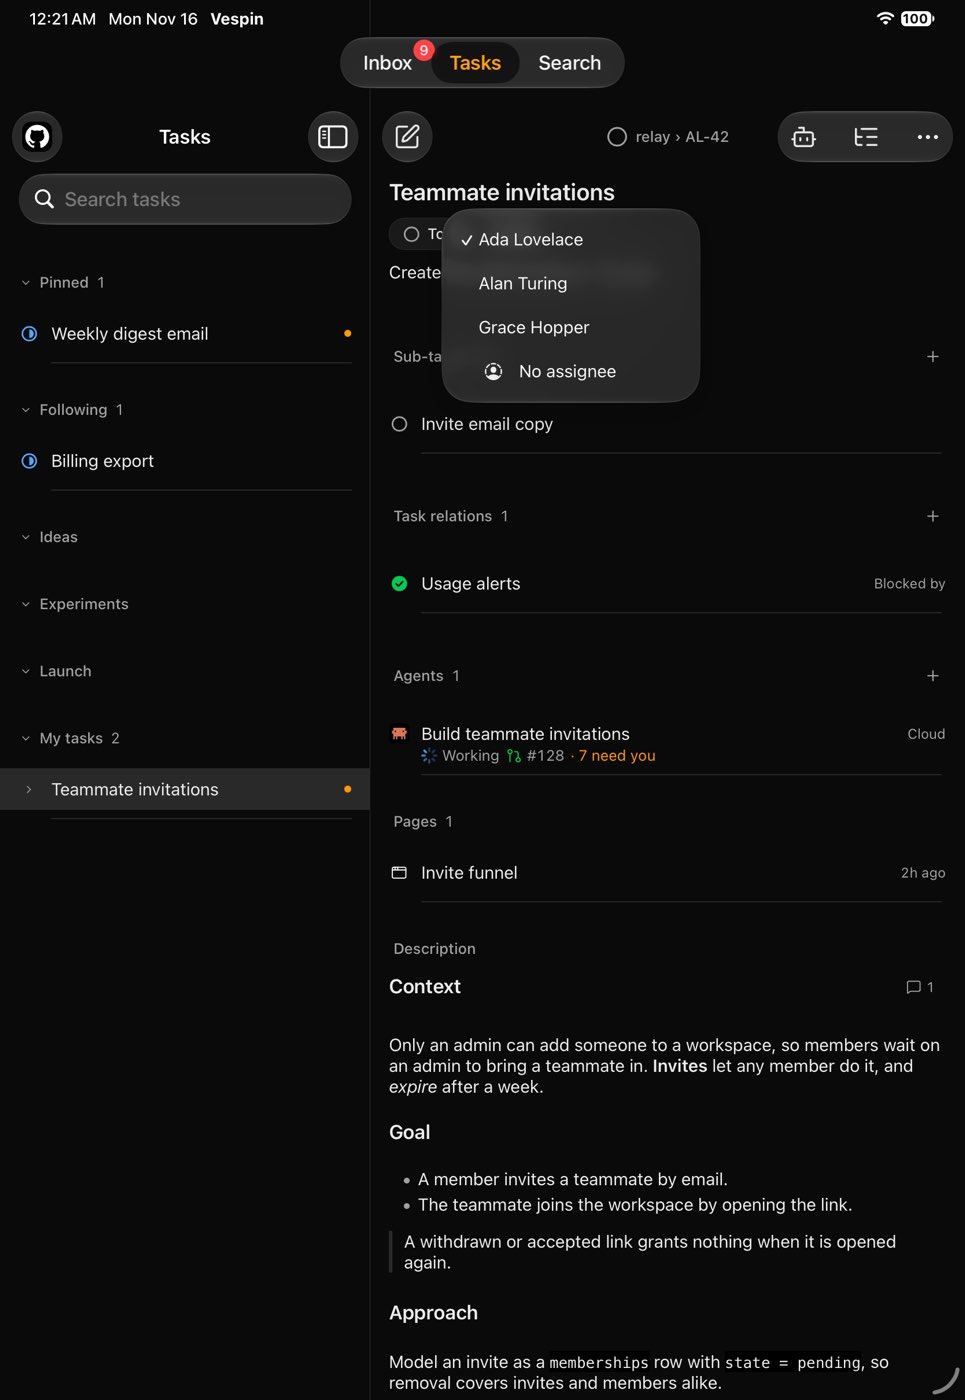 12:21 AM Mon Nov 16 Vespin
100
Inbox 9 Tasks Search
Tasks
relay › AL-42
Search tasks
Teammate invitations
Ada Lovelace
Alan Turing
Grace Hopper
No assignee
Create
Pinned 1
Weekly digest email
Following 1
Billing export
Ideas
Experiments
Launch
My tasks 2
Teammate invitations
Invite email copy
Task relations 1
Usage alerts Blocked by
Agents 1
Build teammate invitations Cloud
Working #128 · 7 need you
Pages 1
Invite funnel 2h ago
Description
Context 1
Only an admin can add someone to a workspace, so members wait on
an admin to bring a teammate in. Invites let any member do it, and
expire after a week.
Goal
• A member invites a teammate by email.
• The teammate joins the workspace by opening the link.
A withdrawn or accepted link grants nothing when it is opened
again.
Approach
Model an invite as a memberships row with state = pending, so
removal covers invites and members alike.